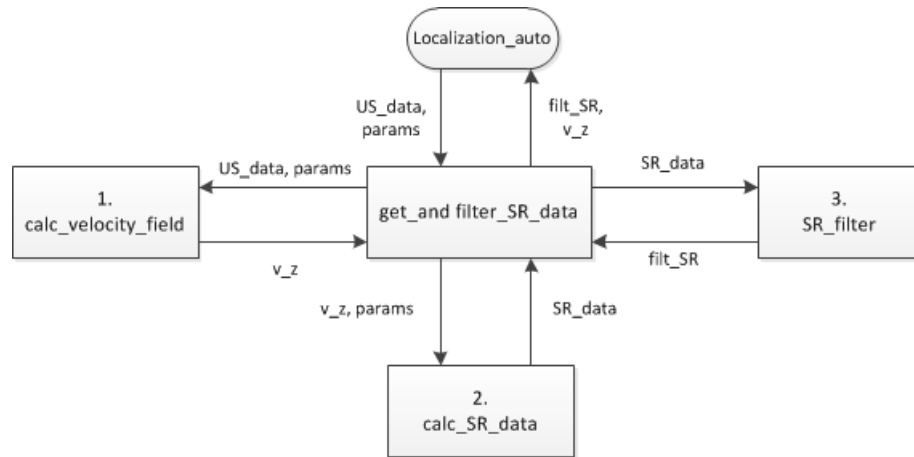 Localization_auto
US_data,
params
filt_SR,
v_z
US_data, params
SR_data
1.
calc_velocity_field
get_and filter_SR_data
3.
SR_filter
v_z
filt_SR
v_z, params
SR_data
2.
calc_SR_data